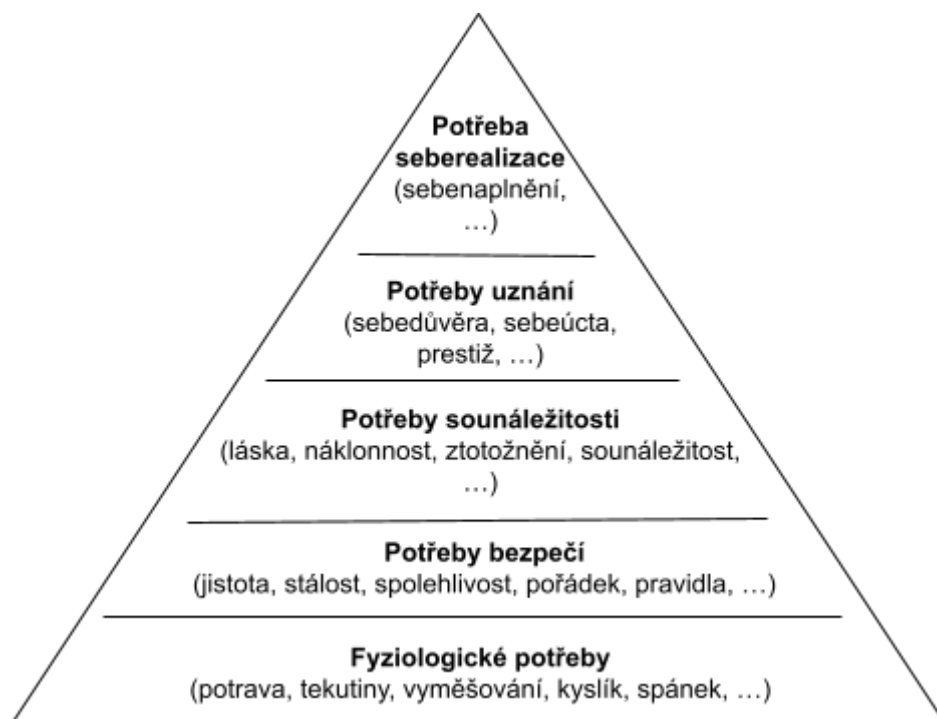 Potřeba
seberealizace
(sebenaplnění,
…)
Potřeby uznání
(sebedůvěra, sebeúcta,
prestiž, …)
Potřeby sounáležitosti
(láska, náklonnost, ztotožnění, sounáležitost,
…)
Potřeby bezpečí
(jistota, stálost, spolehlivost, pořádek, pravidla, …)
Fyziologické potřeby
(potrava, tekutiny, vyměšování, kyslík, spánek, …)